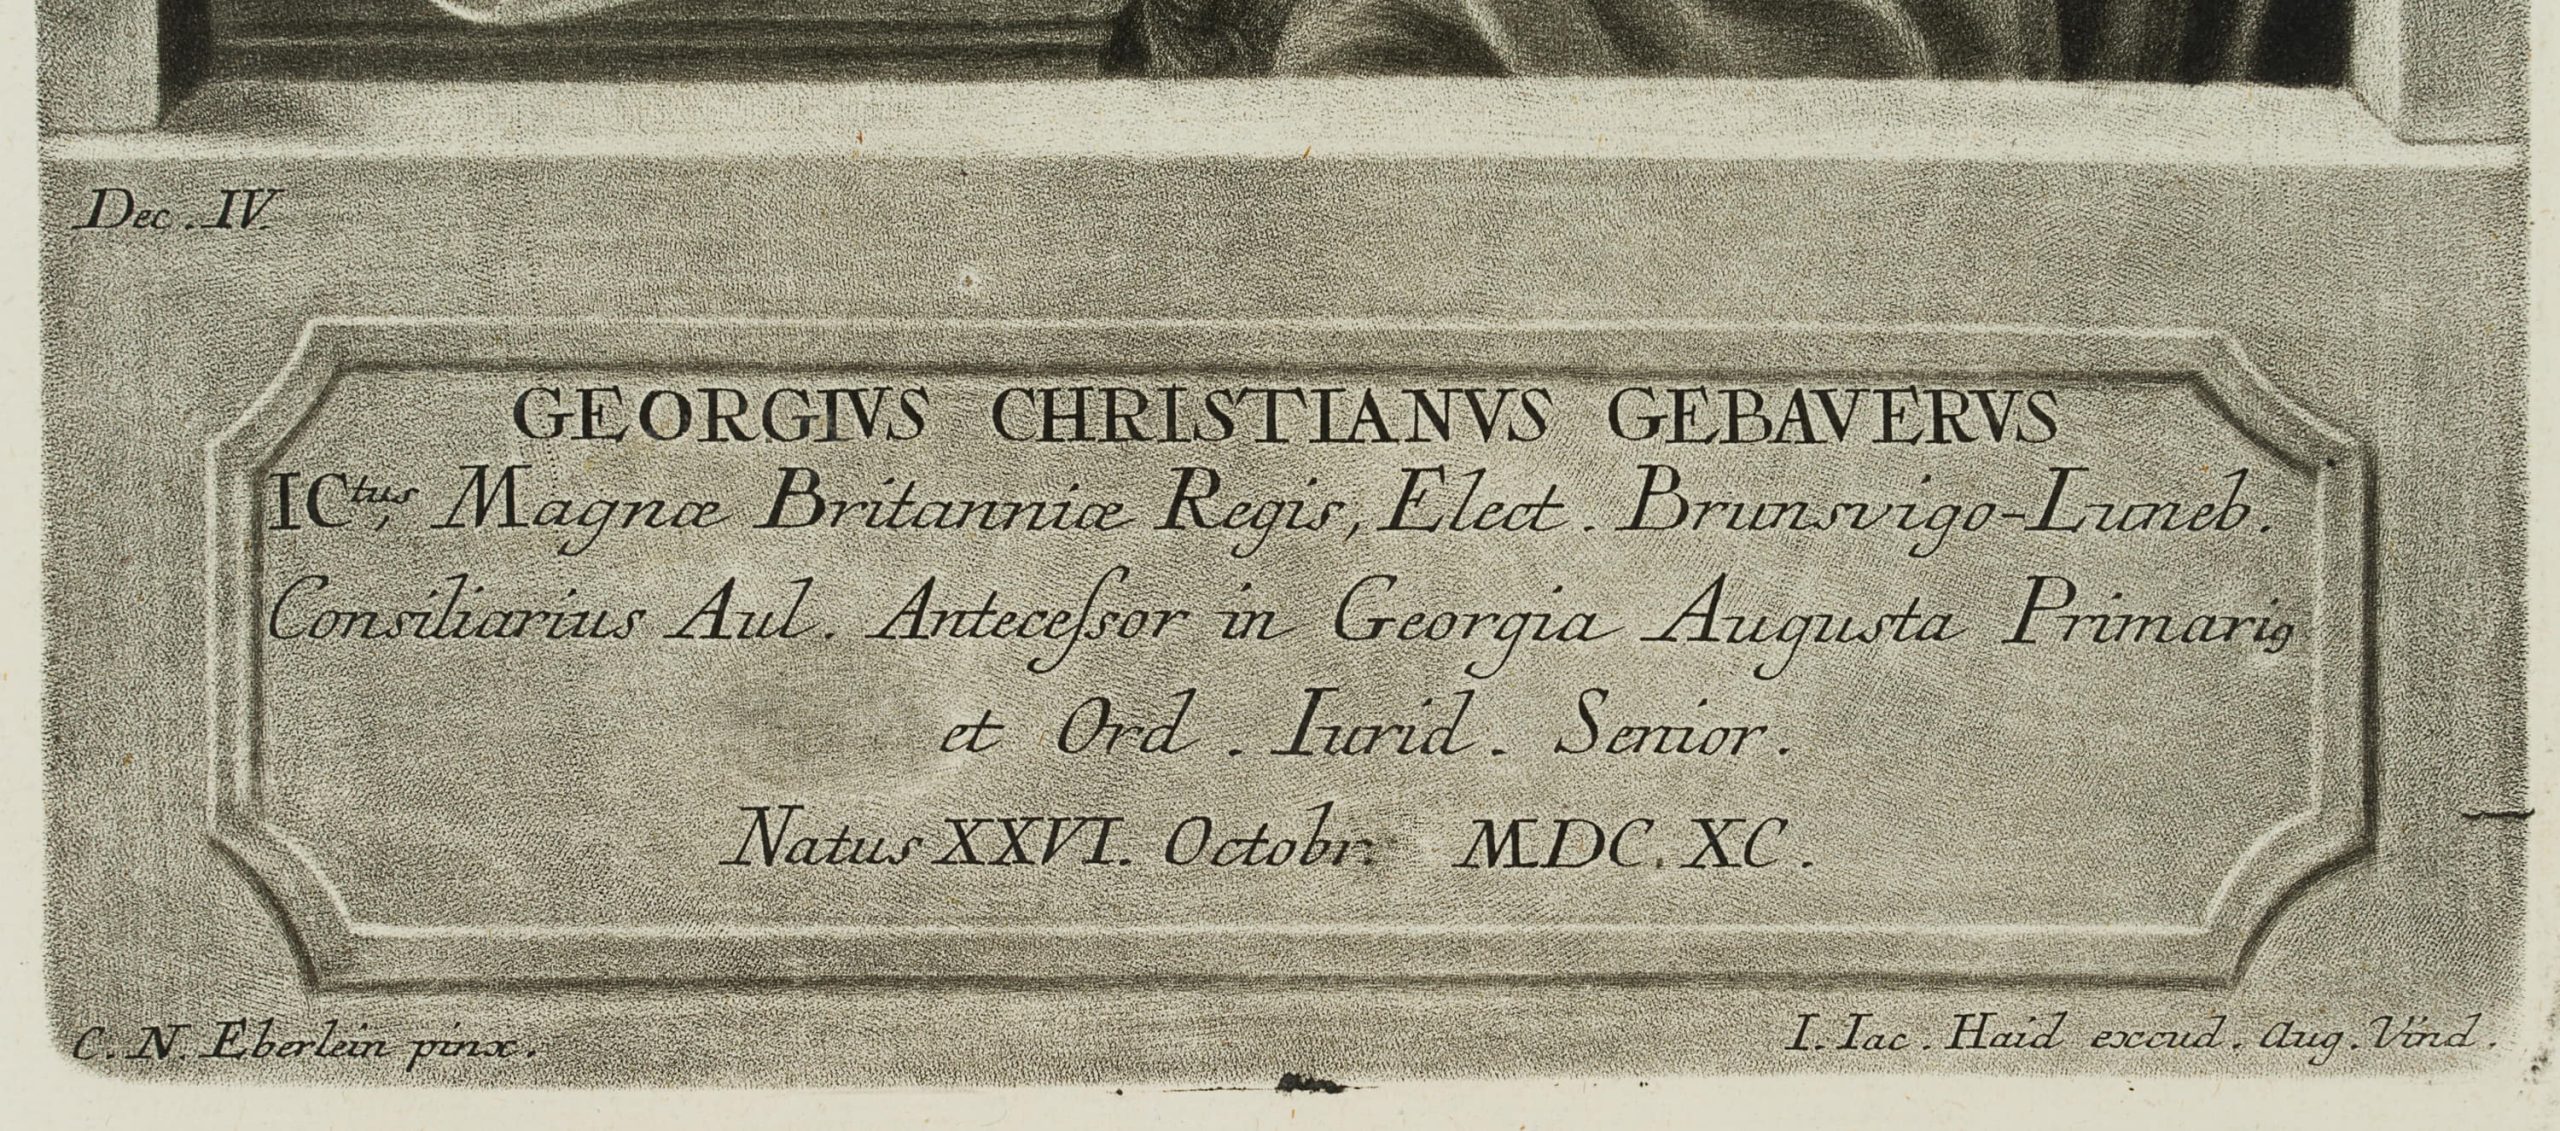 Dec. IV.
GEORGIVS CHRISTIANVS GEBAVERVS
ICtus, Magnæ Britanniæ Regis, Elect. Brunsvigo-Luneb.
Consiliarius Aul. Anteceſsor in Georgia Augusta Primariꝰ
et Ord. Iurid. Senior.
Natus XXVI. Octobr. MDC.XC.
C. N. Eberlein pinx.
I. Iac. Haid excud. Aug. Vind.